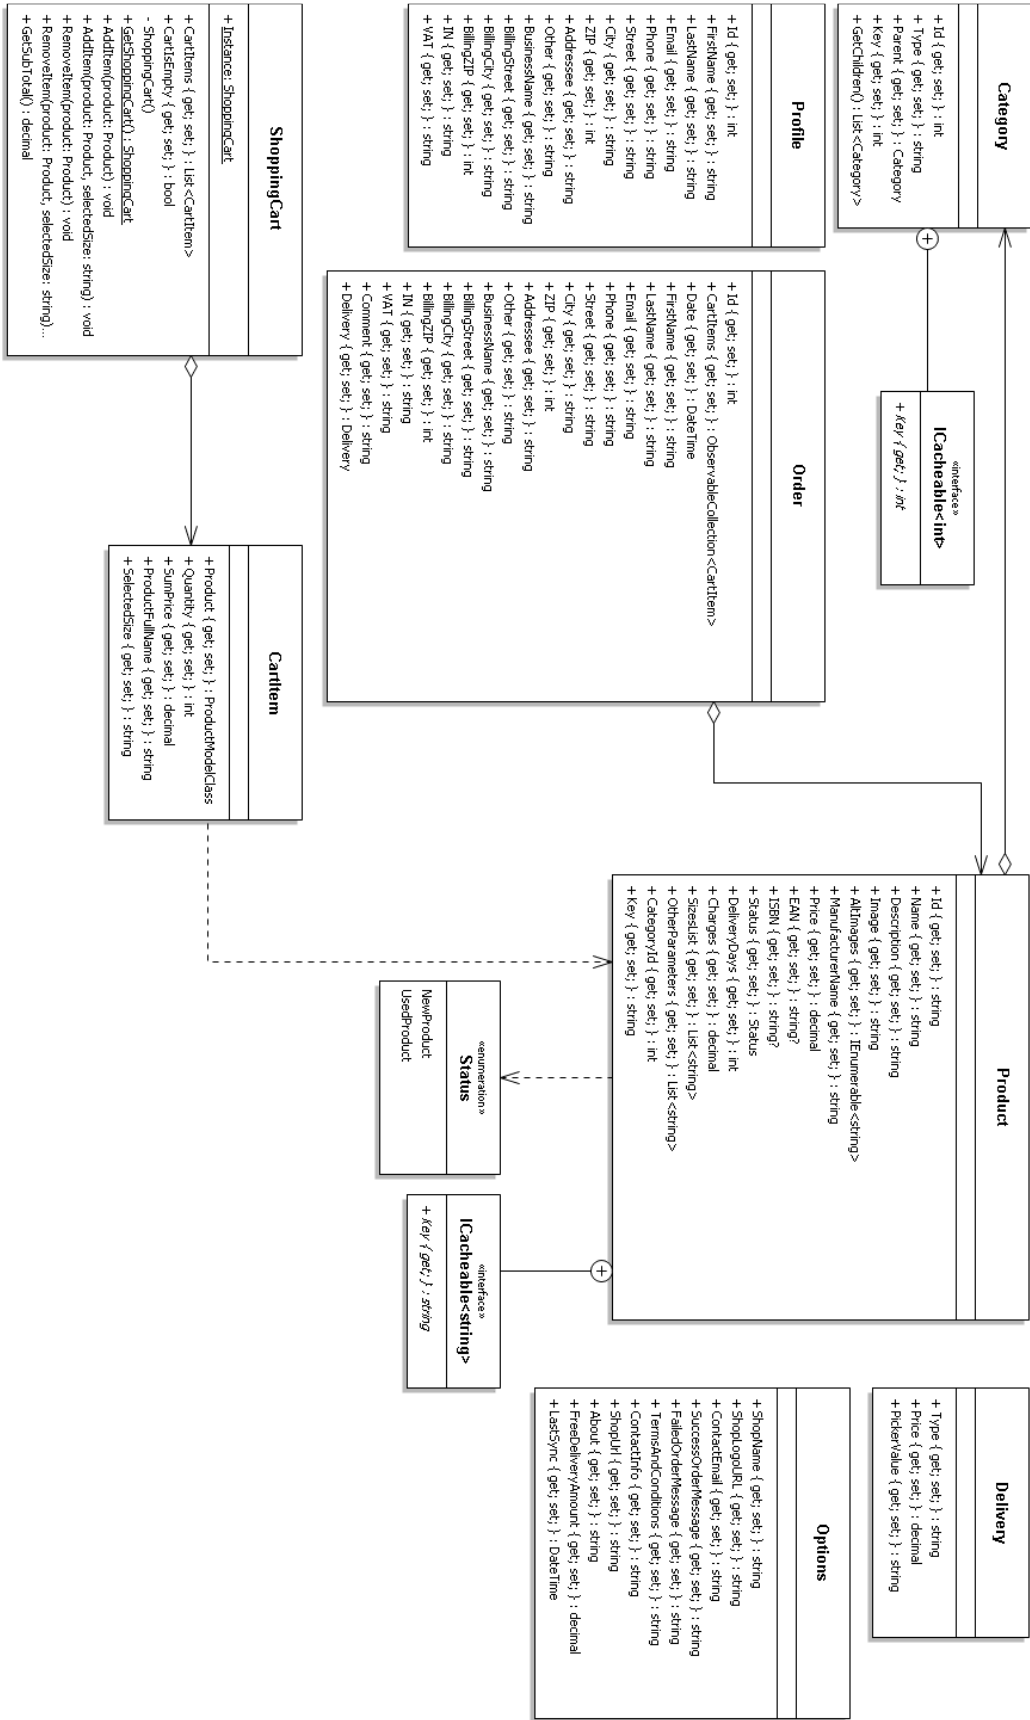 Category
+ Id { get; set; } : int
+ Type { get; set; } : string
+ Parent { get; set; } : Category
+ Key { get; set; } : int
+ GetChildren() : List<Category>
«interface»
ICacheable<int>
+ Key { get; } : int
Product
+ Id { get; set; } : string
+ Name { get; set; } : string
+ Description { get; set; } : string
+ Image { get; set; } : string
+ AltImages { get; set; } : IEnumerable<string>
+ ManufacturerName { get; set; } : string
+ Price { get; set; } : decimal
+ EAN { get; set; } : string?
+ ISBN { get; set; } : string?
+ Status { get; set; } : Status
+ DeliveryDays { get; set; } : int
+ Charges { get; set; } : decimal
+ SizesList { get; set; } : List<string>
+ OtherParameters { get; set; } : List<string>
+ CategoryId { get; set; } : int
+ Key { get; set; } : string
Delivery
+ Type { get; set; } : string
+ Price { get; set; } : decimal
+ PickerValue { get; set; } : string
Profile
+ Id { get; set; } : int
+ FirstName { get; set; } : string
+ LastName { get; set; } : string
+ Email { get; set; } : string
+ Phone { get; set; } : string
+ Street { get; set; } : string
+ City { get; set; } : string
+ ZIP { get; set; } : int
+ Addressee { get; set; } : string
+ Other { get; set; } : string
+ BusinessName { get; set; } : string
+ BillingStreet { get; set; } : string
+ BillingCity { get; set; } : string
+ BillingZIP { get; set; } : int
+ IN { get; set; } : string
+ VAT { get; set; } : string
Order
+ Id { get; set; } : int
+ CartItems { get; set; } : ObservableCollection<CartItem>
+ Date { get; set; } : DateTime
+ FirstName { get; set; } : string
+ LastName { get; set; } : string
+ Email { get; set; } : string
+ Phone { get; set; } : string
+ Street { get; set; } : string
+ City { get; set; } : string
+ ZIP { get; set; } : int
+ Addressee { get; set; } : string
+ Other { get; set; } : string
+ BusinessName { get; set; } : string
+ BillingStreet { get; set; } : string
+ BillingCity { get; set; } : string
+ BillingZIP { get; set; } : int
+ IN { get; set; } : string
+ VAT { get; set; } : string
+ Comment { get; set; } : string
+ Delivery { get; set; } : Delivery
«enumeration»
Status
NewProduct
UsedProduct
«interface»
ICacheable<string>
+ Key { get; } : string
Options
+ ShopName { get; set; } : string
+ ShopLogoURL { get; set; } : string
+ ContactEmail { get; set; } : string
+ SuccessOrderMessage { get; set; } : string
+ FailedOrderMessage { get; set; } : string
+ TermsAndConditions { get; set; } : string
+ ContactInfo { get; set; } : string
+ ShopUrl { get; set; } : string
+ About { get; set; } : string
+ FreeDeliveryAmount { get; set; } : decimal
+ LastSync { get; set; } : DateTime
ShoppingCart
+ Instance: ShoppingCart
+ CartItems { get; set; } : List<CartItem>
+ CartIsEmpty { get; set; } : bool
- ShoppingCart()
+ GetShoppingCart() : ShoppingCart
+ AddItem(product: Product) : void
+ AddItem(product: Product, selectedSize: string) : void
+ RemoveItem(product: Product) : void
+ RemoveItem(product: Product, selectedSize: string)...
+ GetSubTotal() : decimal
CartItem
+ Product { get; set; } : ProductModelClass
+ Quantity { get; set; } : int
+ SumPrice { get; set; } : decimal
+ ProductFullName { get; set; } : string
+ SelectedSize { get; set; } : string